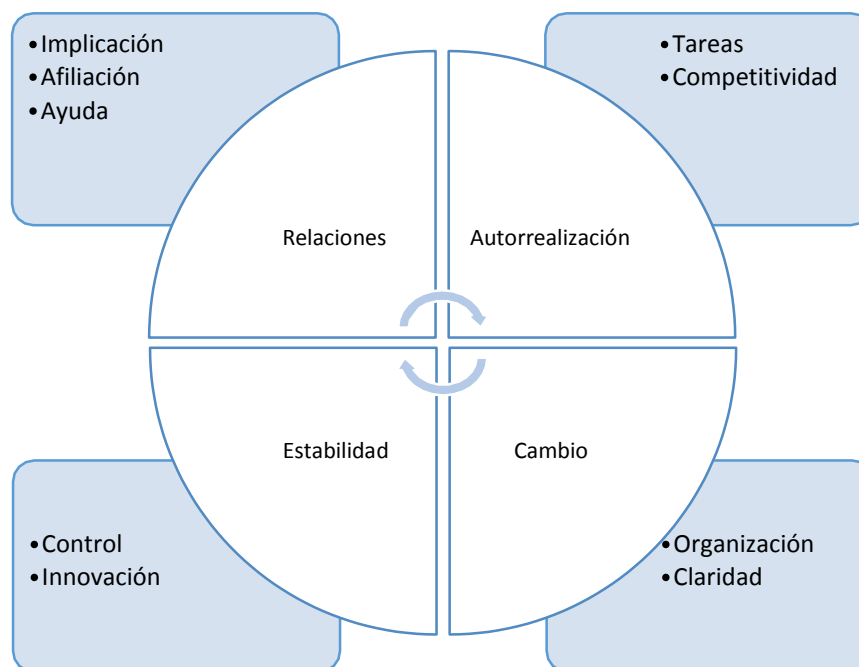 •Implicación
•Afiliación
•Ayuda
•Tareas
•Competitividad
Relaciones
Autorrealización
Estabilidad
Cambio
•Control
•Innovación
•Organización
•Claridad